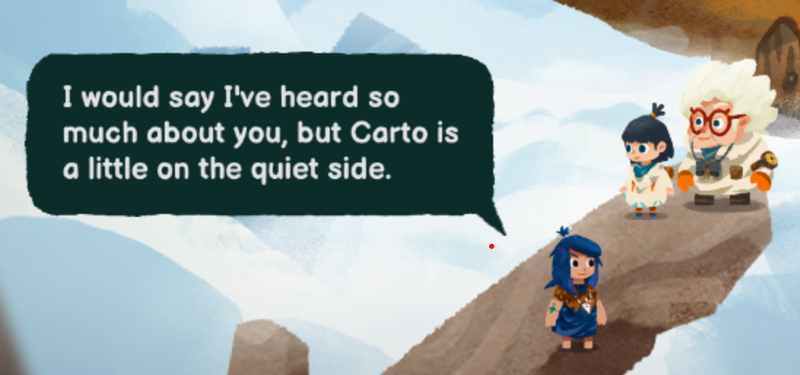 I would say I've heard so
much about you, but Carto is
a little on the quiet side.